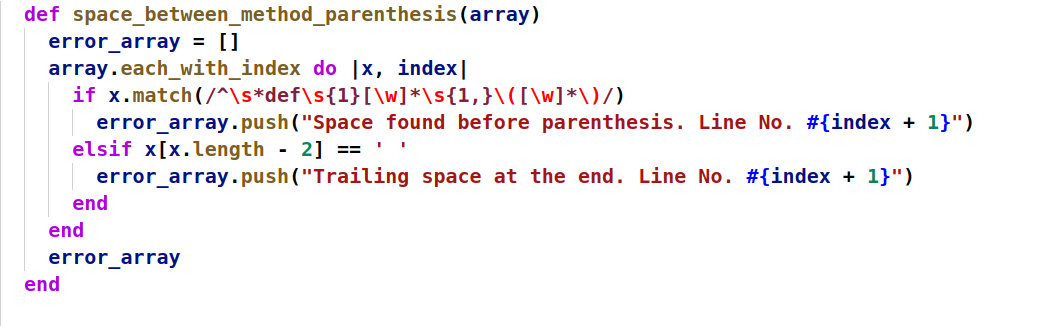 def space_between_method_parenthesis(array)
  error_array = []
  array.each_with_index do |x, index|
    if x.match(/^\s*def\s{1}[\w]*\s{1,}\([\w]*\)/)
      error_array.push("Space found before parenthesis. Line No. #{index + 1}")
    elsif x[x.length - 2] == ' '
      error_array.push("Trailing space at the end. Line No. #{index + 1}")
    end
  end
  error_array
end